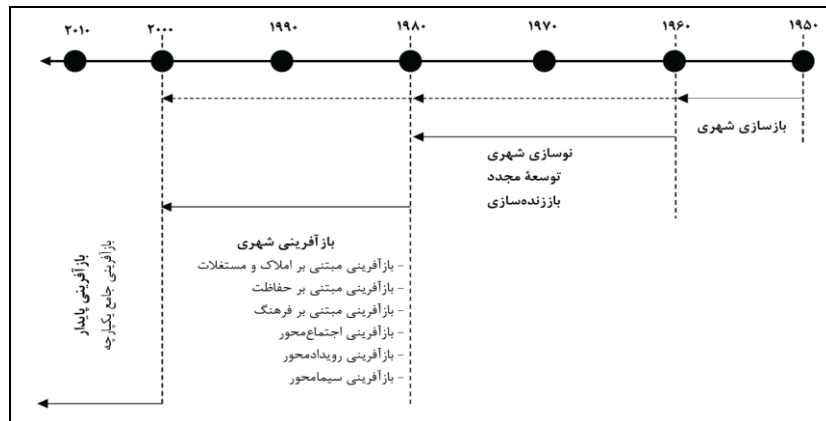 ۱۹۵۰
۱۹۶۰
۱۹۷۰
۱۹۸۰
۱۹۹۰
۲۰۰۰
۲۰۱۰
بازسازی شهری
نوسازی شهری
توسعهٔ مجدد
باززنده‌سازی
بازآفرینی شهری
- بازآفرینی مبتنی بر املاک و مستغلات
- بازآفرینی مبتنی بر حفاظت
- بازآفرینی مبتنی بر فرهنگ
- بازآفرینی اجتماع‌محور
- بازآفرینی رویدادمحور
- بازآفرینی سیمامحور
بازآفرینی پایدار
بازآفرینی جامع یکپارچه